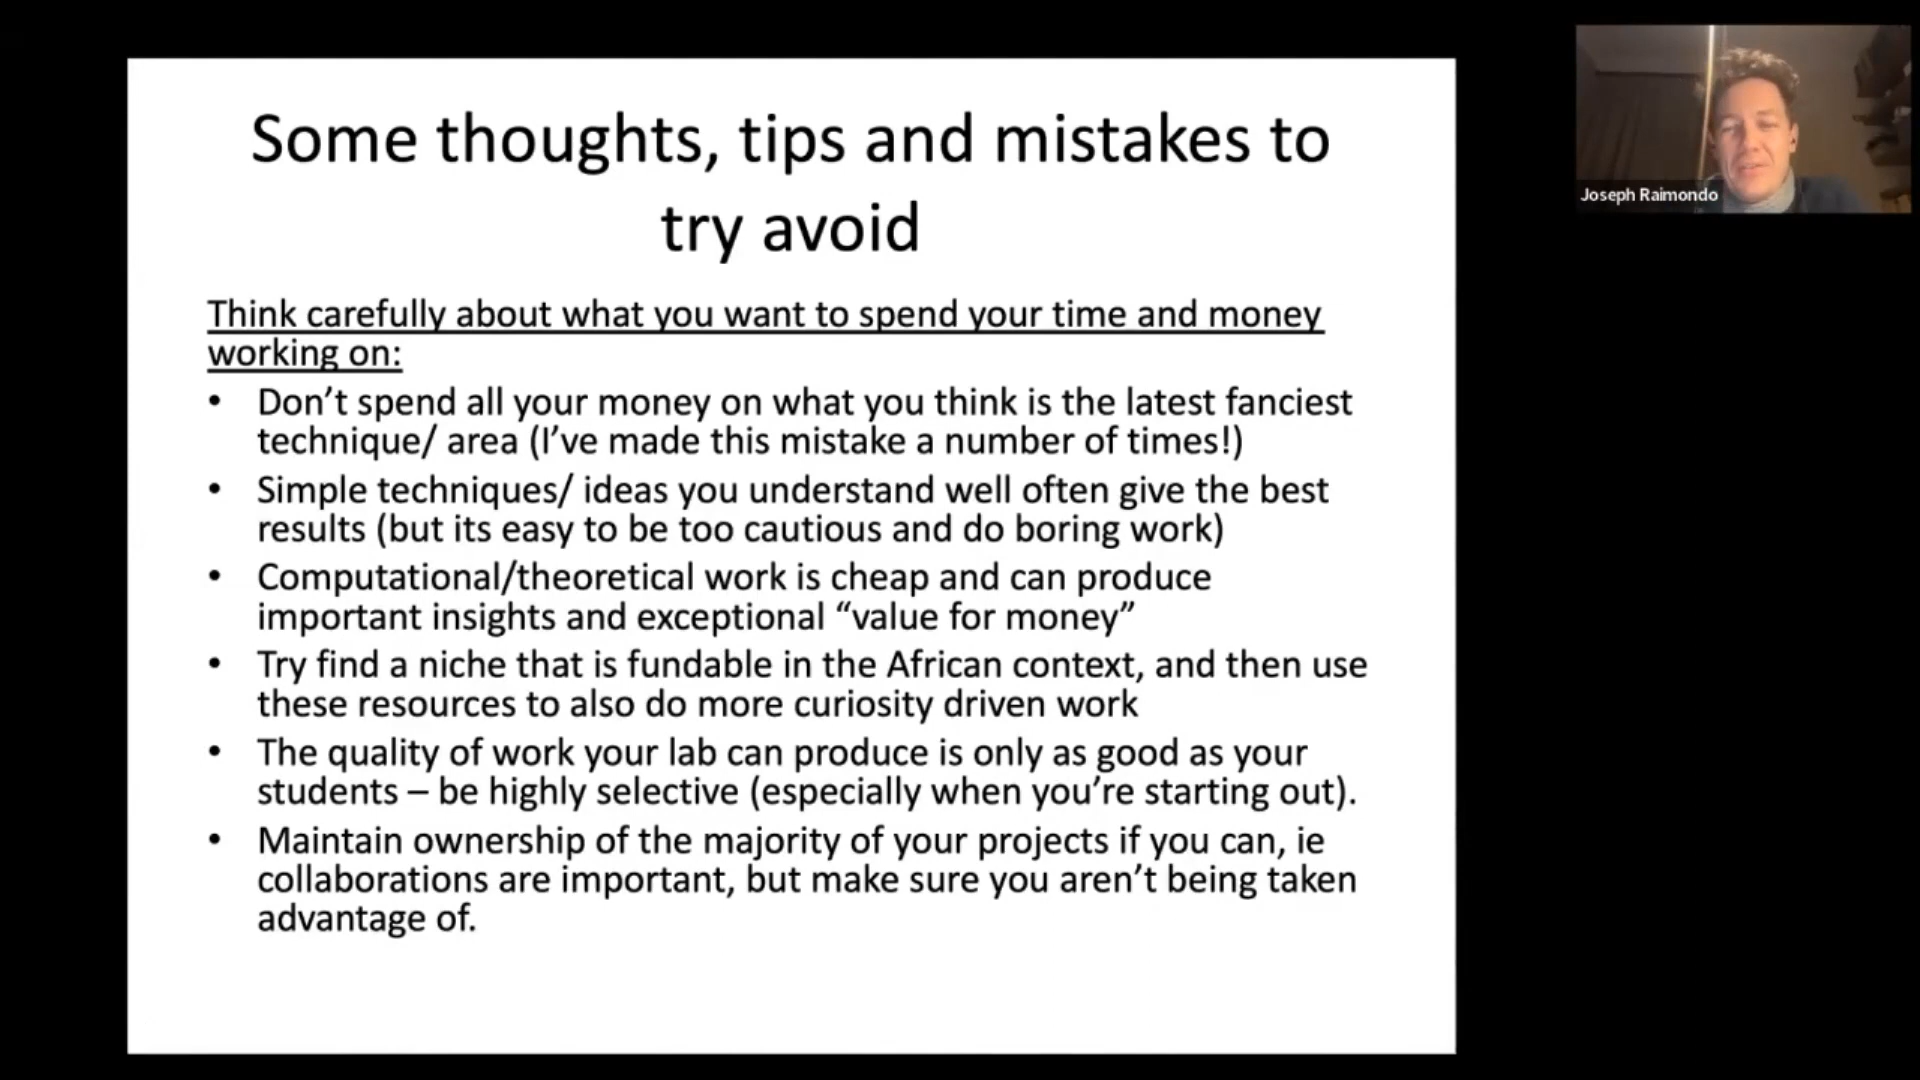 Some thoughts, tips and mistakes to
try avoid
Think carefully about what you want to spend your time and money
working on:
• Don’t spend all your money on what you think is the latest fanciest
technique/ area (I’ve made this mistake a number of times!)
• Simple techniques/ ideas you understand well often give the best
results (but its easy to be too cautious and do boring work)
• Computational/theoretical work is cheap and can produce
important insights and exceptional “value for money”
• Try find a niche that is fundable in the African context, and then use
these resources to also do more curiosity driven work
• The quality of work your lab can produce is only as good as your
students – be highly selective (especially when you’re starting out).
• Maintain ownership of the majority of your projects if you can, ie
collaborations are important, but make sure you aren’t being taken
advantage of.
Joseph Raimondo